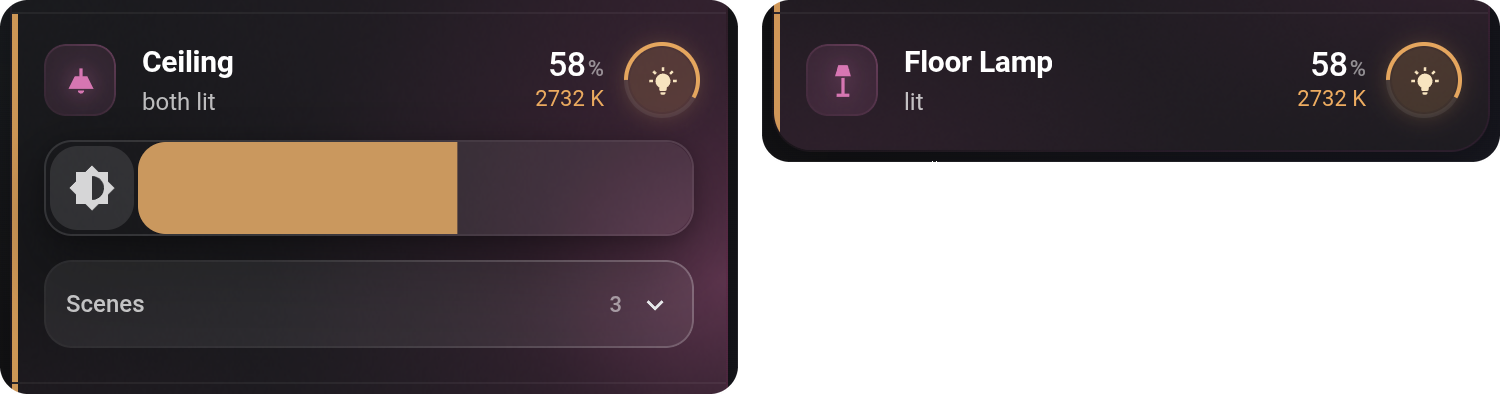 Ceiling
both lit
58%
2732 K
Scenes
3
Floor Lamp
lit
58%
2732 K